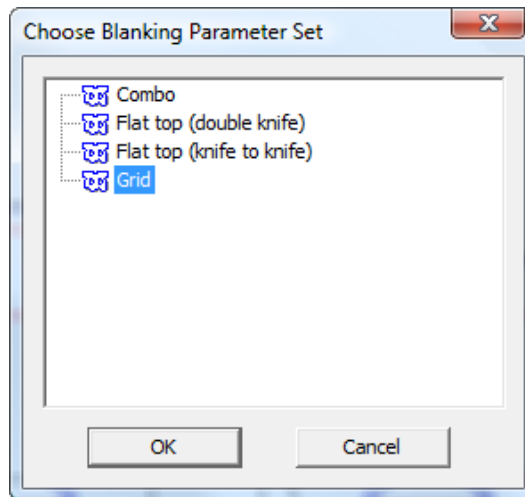 Choose Blanking Parameter Set
Combo
Flat top (double knife)
Flat top (knife to knife)
Grid
OK
Cancel